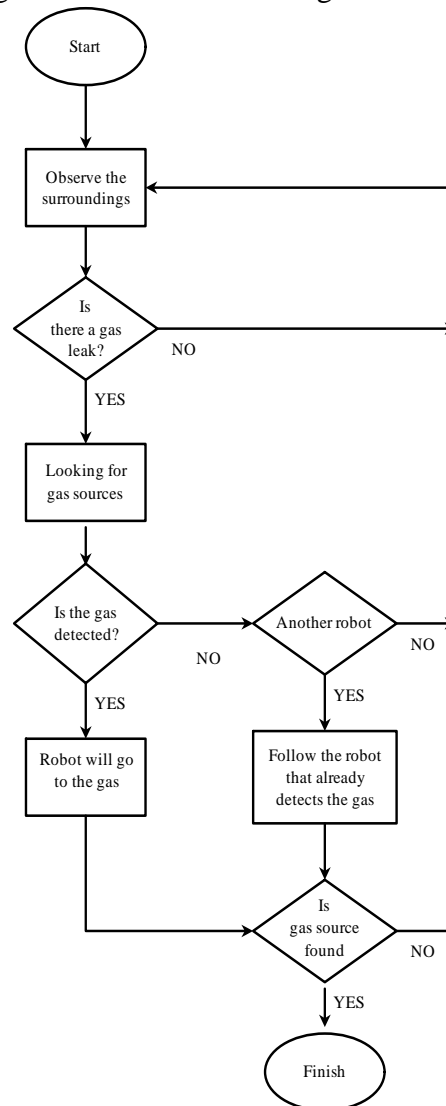 Start
Observe the
surroundings
Is
there a gas
leak?
NO
YES
Looking for
gas sources
Is the gas
detected?
NO
Another robot
NO
YES
YES
Robot will go
to the gas
Follow the robot
that already
detects the gas
Is
gas source
found
NO
YES
Finish